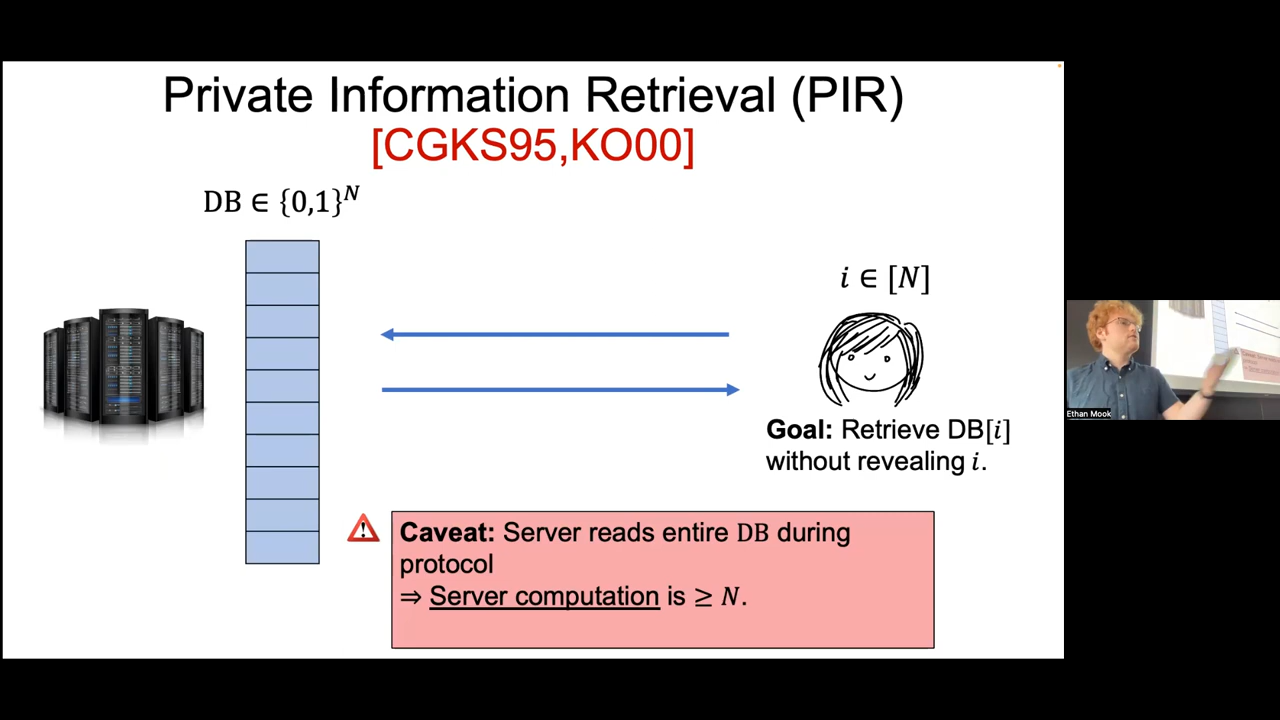 Private Information Retrieval (PIR)
[CGKS95,KO00]
DB ∈ {0,1}^N
i ∈ [N]
Goal: Retrieve DB[i]
without revealing i.
Caveat: Server reads entire DB during
protocol
⇒ Server computation is ≥ N.
Ethan Mook